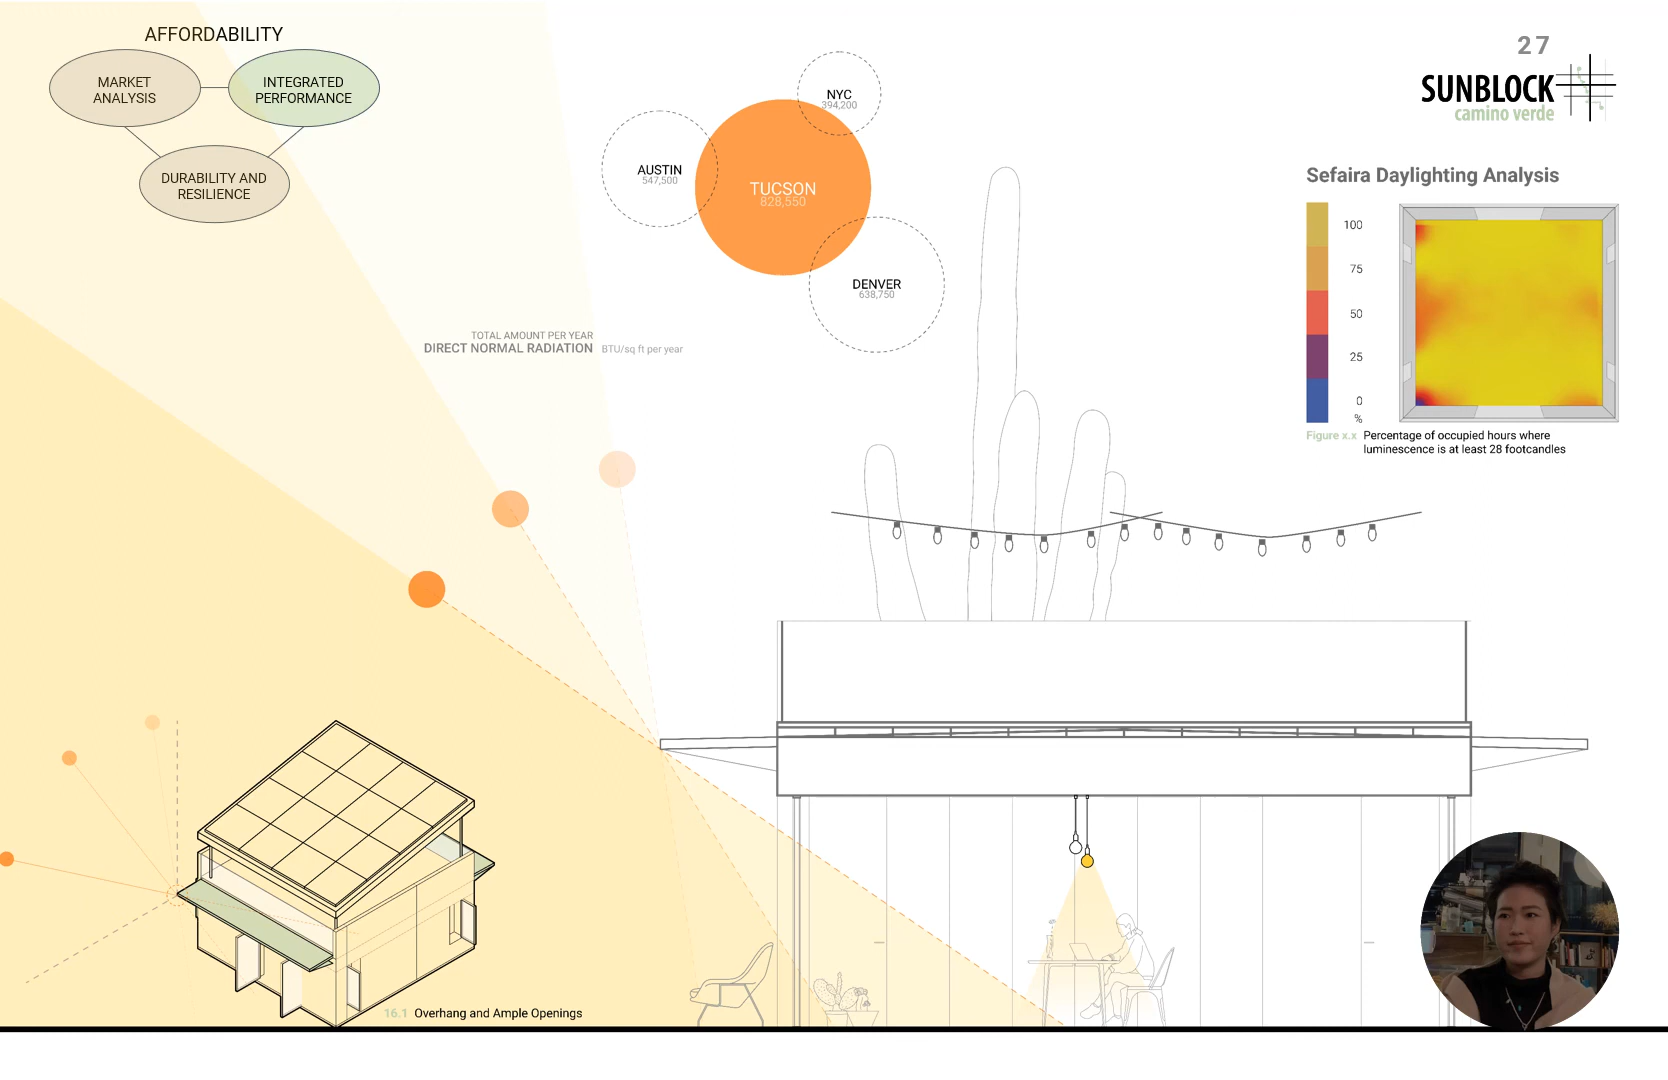 AFFORDABILITY
MARKET
ANALYSIS
INTEGRATED
PERFORMANCE
DURABILITY AND
RESILIENCE
NYC
394,200
AUSTIN
547,500
TUCSON
828,550
DENVER
638,750
TOTAL AMOUNT PER YEAR
DIRECT NORMAL RADIATION BTU/sq ft per year
27
SUNBLOCK
camino verde
Sefaira Daylighting Analysis
100
75
50
25
0
%
Figure x.x Percentage of occupied hours where
luminescence is at least 28 footcandles
16.1 Overhang and Ample Openings